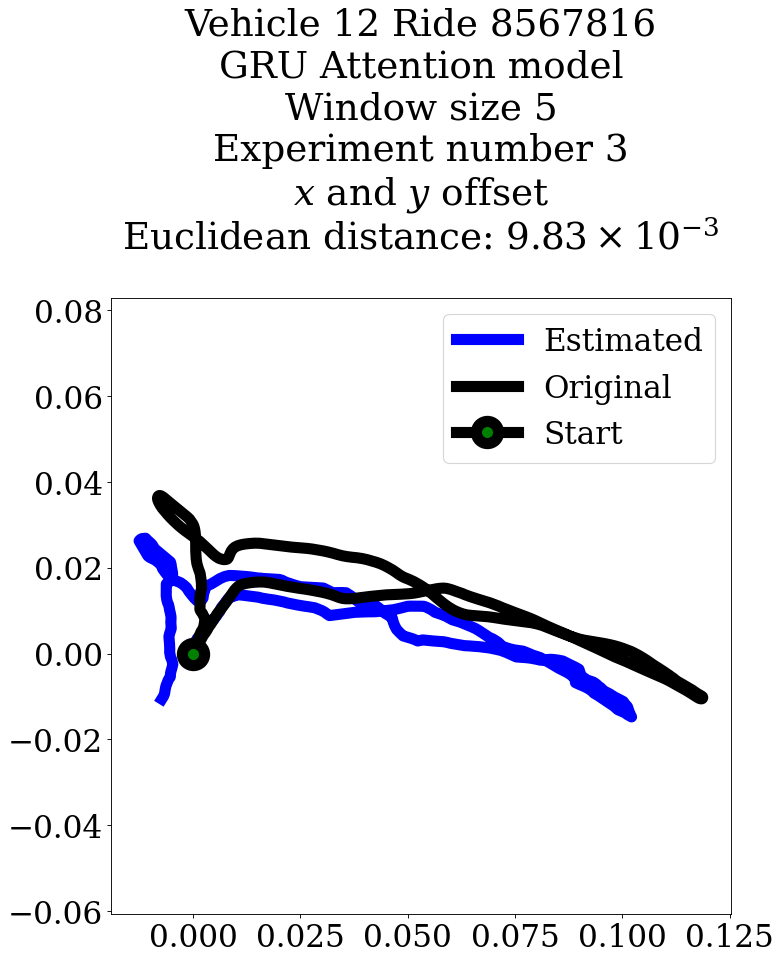 Vehicle 12 Ride 8567816
GRU Attention model
Window size 5
Experiment number 3
x and y offset
Euclidean distance: 9.83 × 10⁻³
0.08
0.06
0.04
0.02
0.00
−0.02
−0.04
−0.06
Estimated
Original
Start
0.000 0.025 0.050 0.075 0.100 0.125